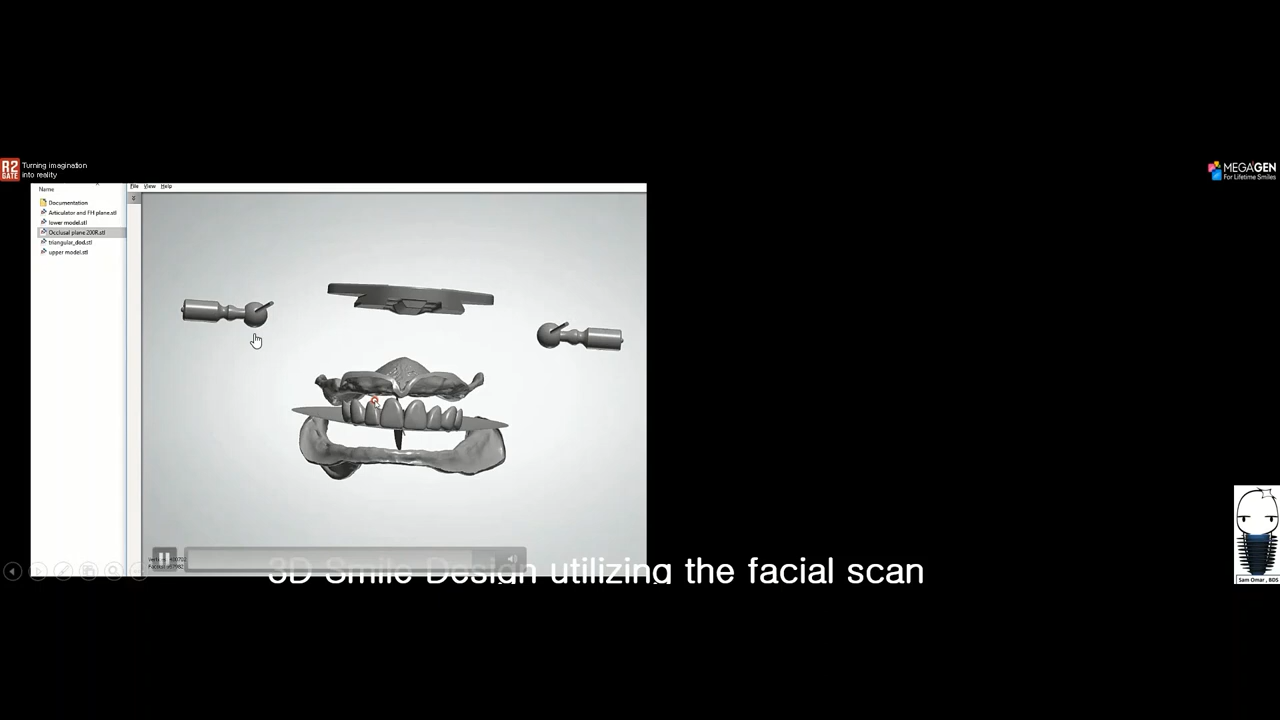 R2
GATE
Turning imagination
into reality
MEGAGEN
For Lifetime Smiles
Name
File View Help
Documentation
Articulator and FH plane.stl
lower model.stl
Occlusal plane 200R.stl
triangular_dod.stl
upper model.stl
3D Smile Design utilizing the facial scan
Sam Omar , BDS